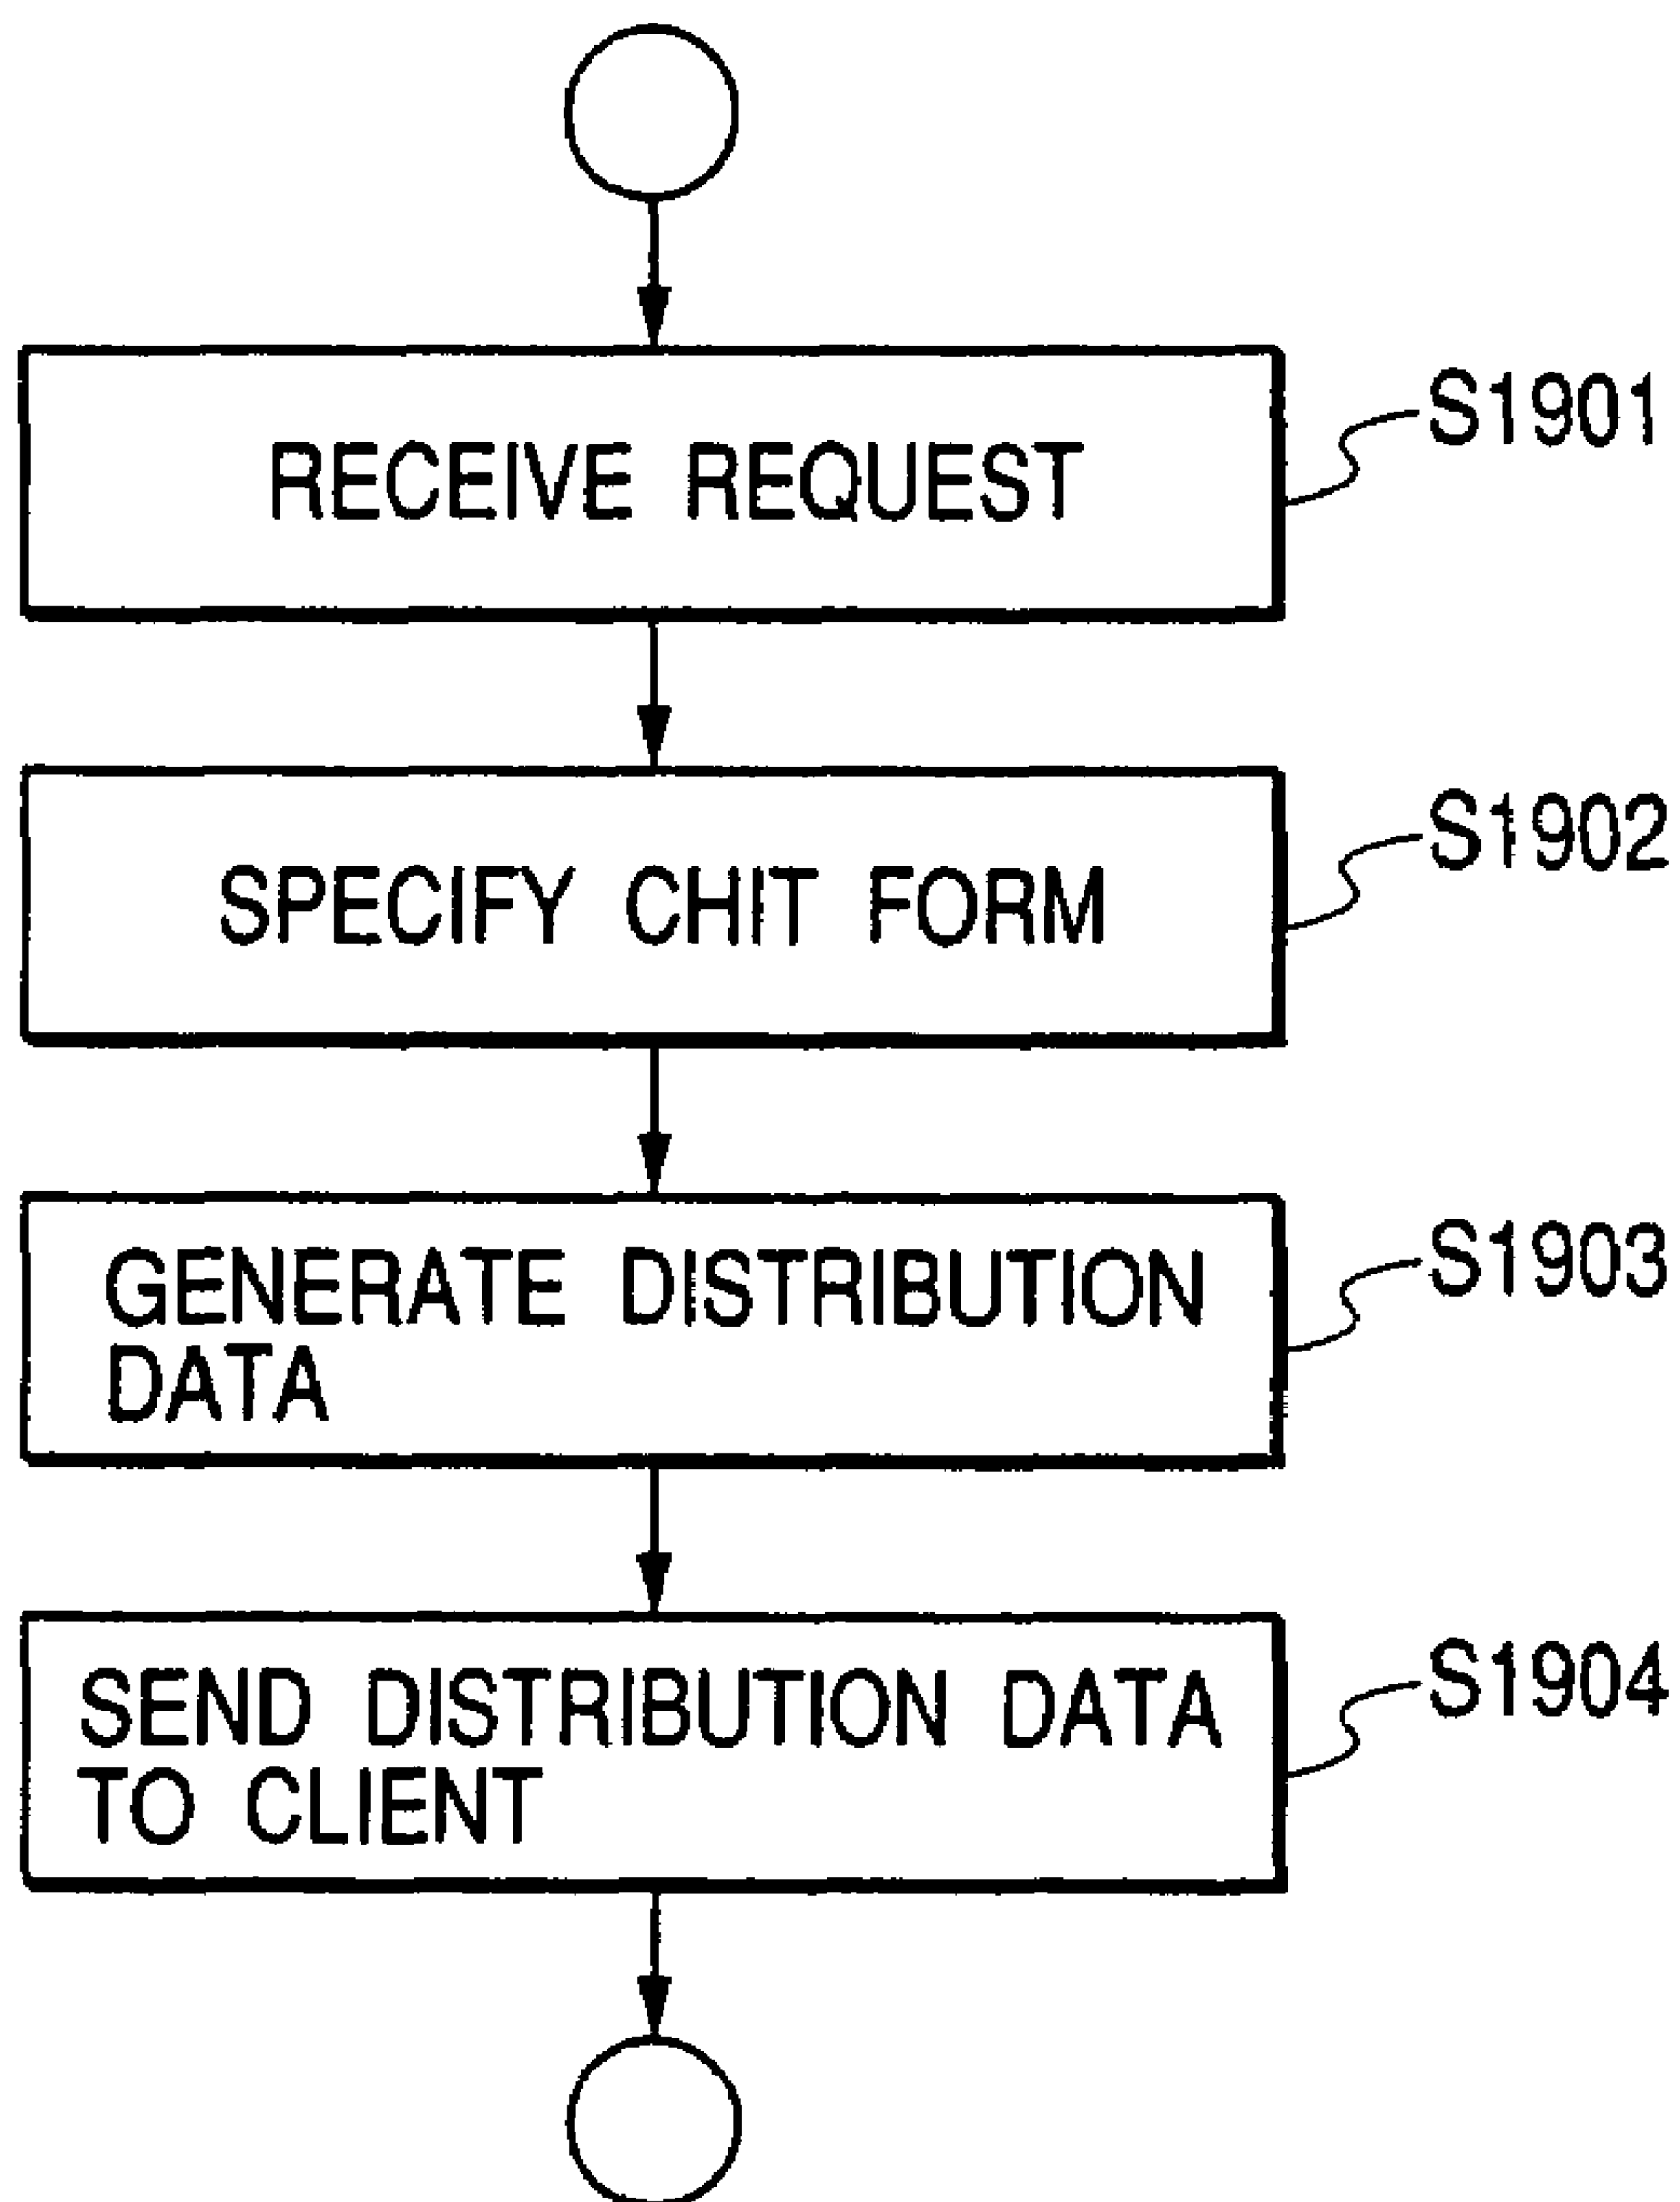 RECEIVE REQUEST
S1901
SPECIFY CHIT FORM
S1902
GENERATE DISTRIBUTION
DATA
S1903
SEND DISTRIBUTION DATA
TO CLIENT
S1904